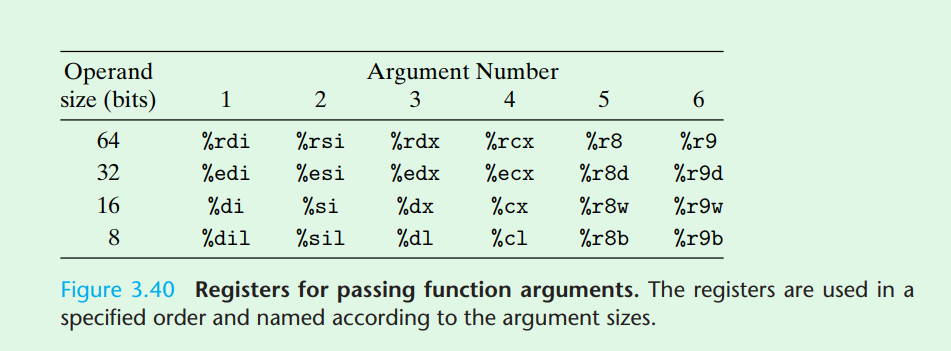 Operand Argument Number
size (bits) 1 2 3 4 5 6
64 %rdi %rsi %rdx %rcx %r8 %r9
32 %edi %esi %edx %ecx %r8d %r9d
16 %di %si %dx %cx %r8w %r9w
8 %dil %sil %dl %cl %r8b %r9b
Figure 3.40 Registers for passing function arguments. The registers are used in a
specified order and named according to the argument sizes.